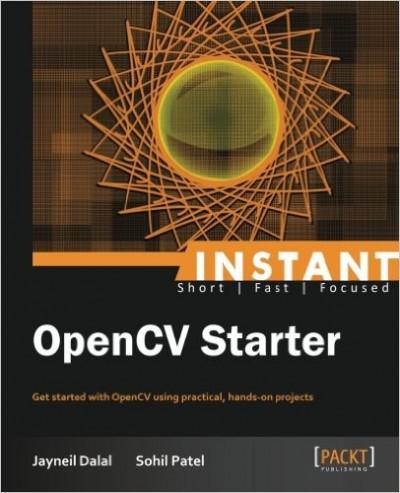 INSTANT
Short | Fast | Focused
OpenCV Starter
Get started with OpenCV using practical, hands-on projects
Jayneil Dalal Sohil Patel
[PACKT]
PUBLISHING